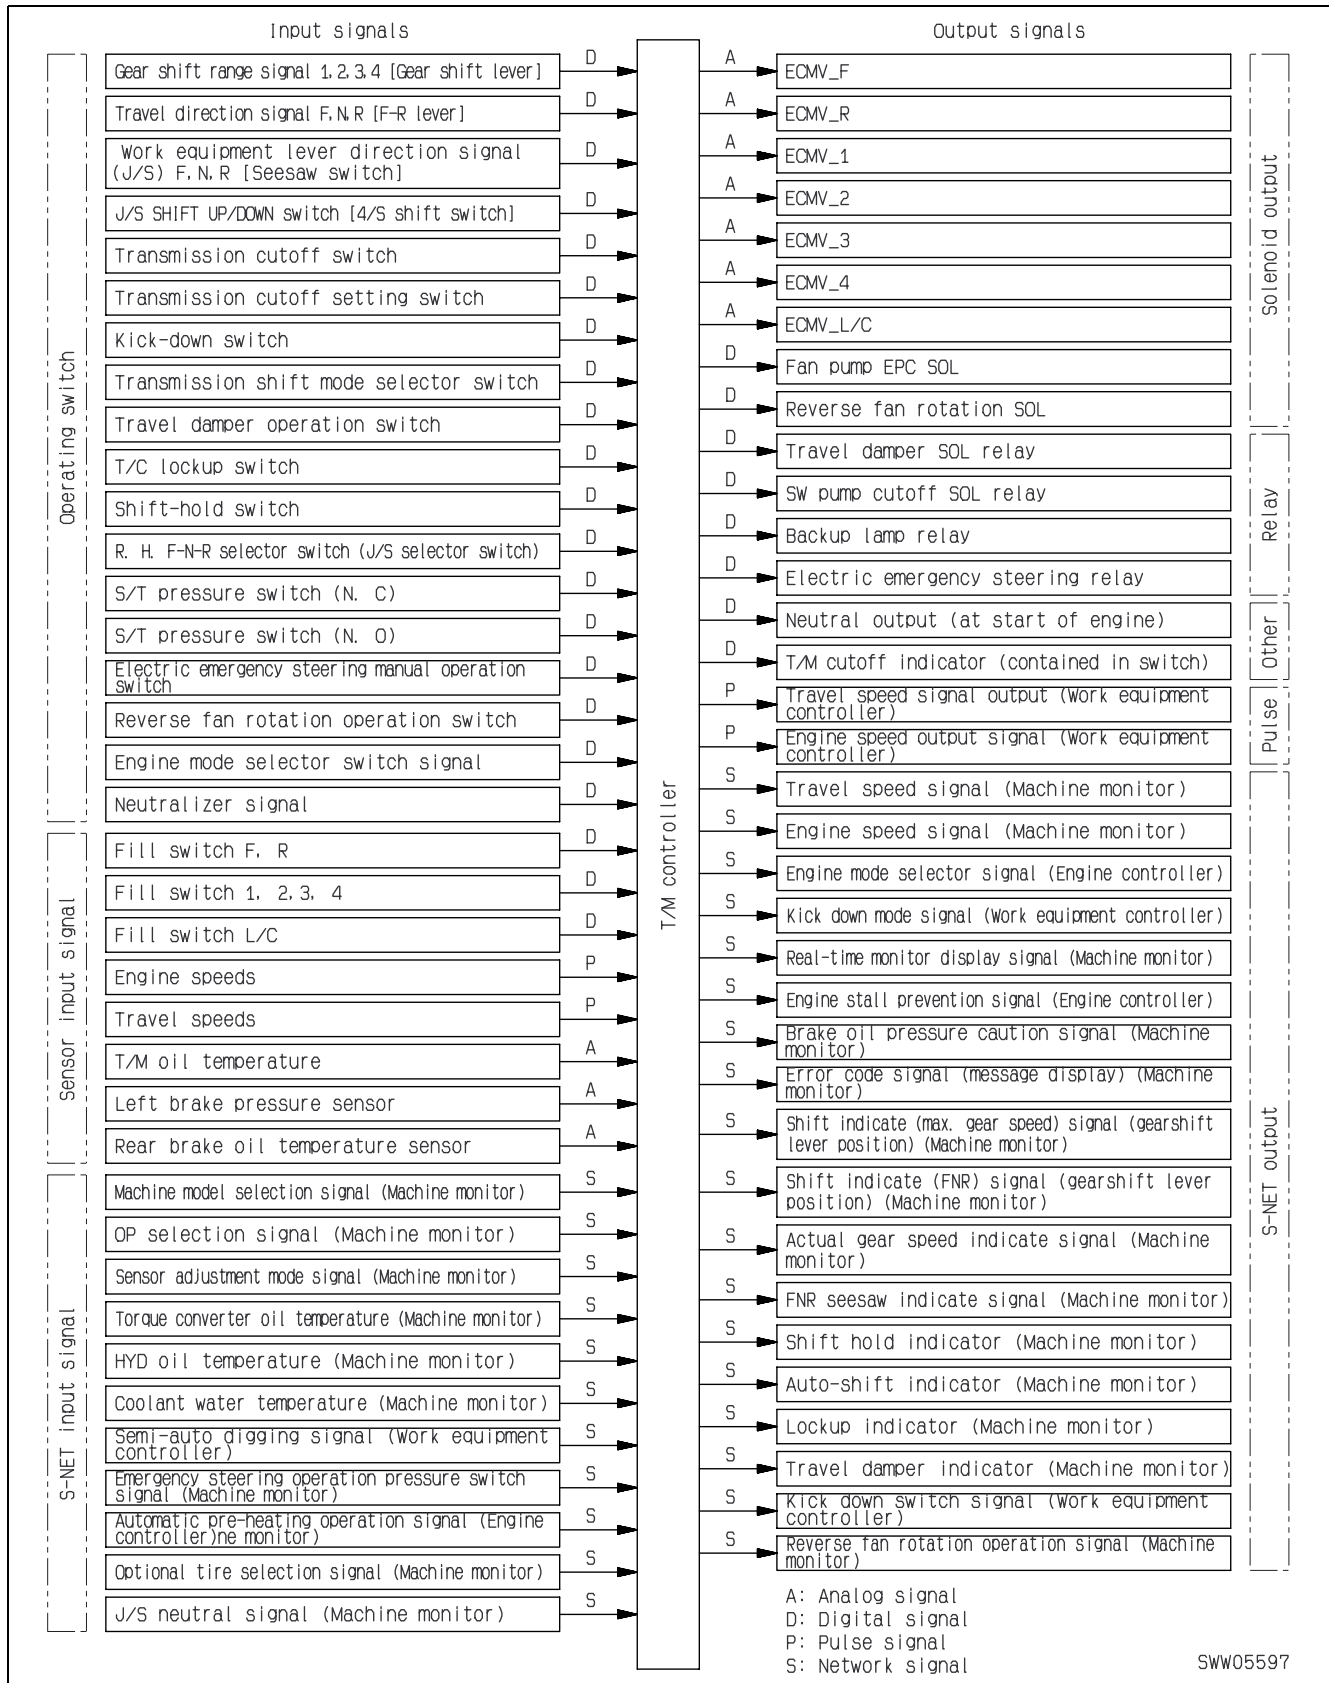 Input signals
Operating switch
Gear shift range signal 1,2,3,4 [Gear shift lever]
D
Travel direction signal F,N,R [F-R lever]
D
Work equipment lever direction signal
(J/S) F,N,R [Seesaw switch]
D
J/S SHIFT UP/DOWN switch [4/S shift switch]
D
Transmission cutoff switch
D
Transmission cutoff setting switch
D
Kick-down switch
D
Transmission shift mode selector switch
D
Travel damper operation switch
D
T/C lockup switch
D
Shift-hold switch
D
R. H. F-N-R selector switch (J/S selector switch)
D
S/T pressure switch (N. C)
D
S/T pressure switch (N. O)
D
Electric emergency steering manual operation
switch
D
Reverse fan rotation operation switch
D
Engine mode selector switch signal
D
Neutralizer signal
D
Sensor input signal
Fill switch F, R
D
Fill switch 1, 2,3, 4
D
Fill switch L/C
D
Engine speeds
P
Travel speeds
P
T/M oil temperature
A
Left brake pressure sensor
A
Rear brake oil temperature sensor
A
S-NET input signal
Machine model selection signal (Machine monitor)
S
OP selection signal (Machine monitor)
S
Sensor adjustment mode signal (Machine monitor)
S
Torque converter oil temperature (Machine monitor)
S
HYD oil temperature (Machine monitor)
S
Coolant water temperature (Machine monitor)
S
Semi-auto digging signal (Work equipment
controller)
S
Emergency steering operation pressure switch
signal (Machine monitor)
S
Automatic pre-heating operation signal (Engine
controller)ne monitor)
S
Optional tire selection signal (Machine monitor)
S
J/S neutral signal (Machine monitor)
S
T/M controller
Output signals
A
ECMV_F
A
ECMV_R
A
ECMV_1
A
ECMV_2
A
ECMV_3
A
ECMV_4
A
ECMV_L/C
D
Fan pump EPC SOL
D
Reverse fan rotation SOL
Solenoid output
D
Travel damper SOL relay
D
SW pump cutoff SOL relay
D
Backup lamp relay
D
Electric emergency steering relay
Relay
D
Neutral output (at start of engine)
D
T/M cutoff indicator (contained in switch)
Other
P
Travel speed signal output (Work equipment
controller)
P
Engine speed output signal (Work equipment
controller)
Pulse
S
Travel speed signal (Machine monitor)
S
Engine speed signal (Machine monitor)
S
Engine mode selector signal (Engine controller)
S
Kick down mode signal (Work equipment controller)
S
Real-time monitor display signal (Machine monitor)
S
Engine stall prevention signal (Engine controller)
S
Brake oil pressure caution signal (Machine
monitor)
S
Error code signal (message display) (Machine
monitor)
S
Shift indicate (max. gear speed) signal (gearshift
lever position) (Machine monitor)
S
Shift indicate (FNR) signal (gearshift lever
position) (Machine monitor)
S
Actual gear speed indicate signal (Machine
monitor)
S
FNR seesaw indicate signal (Machine monitor)
S
Shift hold indicator (Machine monitor)
S
Auto-shift indicator (Machine monitor)
S
Lockup indicator (Machine monitor)
S
Travel damper indicator (Machine monitor)
S
Kick down switch signal (Work equipment
controller)
S
Reverse fan rotation operation signal (Machine
monitor)
S-NET output
A: Analog signal
D: Digital signal
P: Pulse signal
S: Network signal
SWW05597